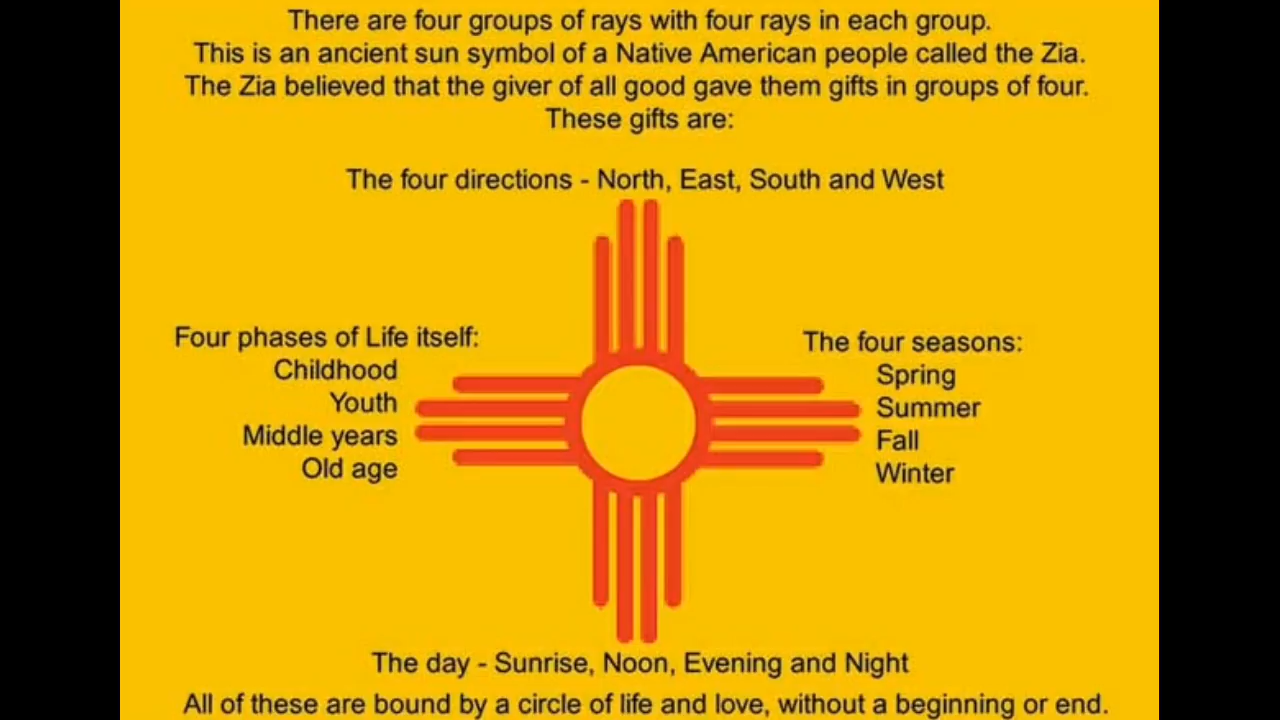 There are four groups of rays with four rays in each group.
This is an ancient sun symbol of a Native American people called the Zia.
The Zia believed that the giver of all good gave them gifts in groups of four.
These gifts are:
The four directions - North, East, South and West
Four phases of Life itself:
Childhood
Youth
Middle years
Old age
The four seasons:
Spring
Summer
Fall
Winter
The day - Sunrise, Noon, Evening and Night
All of these are bound by a circle of life and love, without a beginning or end.